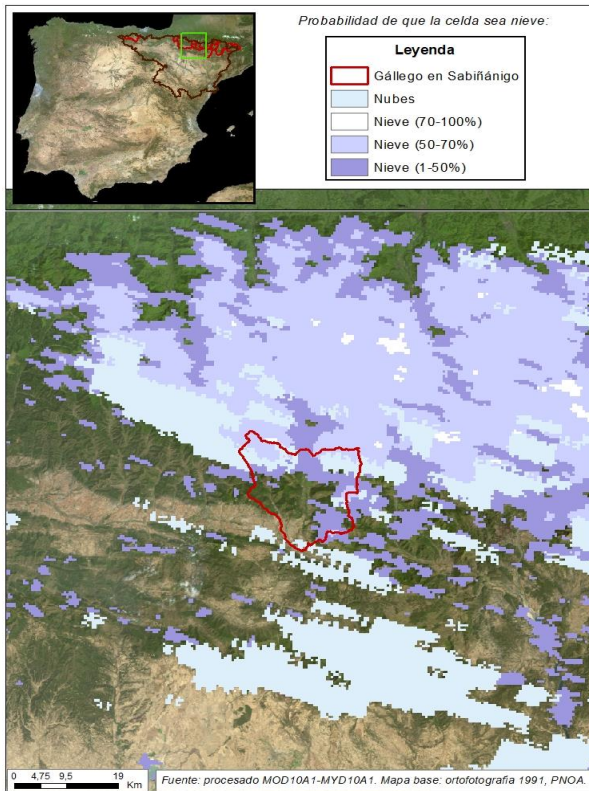 Probabilidad de que la celda sea nieve:
Leyenda
Gállego en Sabiñánigo
Nubes
Nieve (70-100%)
Nieve (50-70%)
Nieve (1-50%)
0 4,75 9,5 19
Km
Fuente: procesado MOD10A1-MYD10A1. Mapa base: ortofotografia 1991, PNOA.